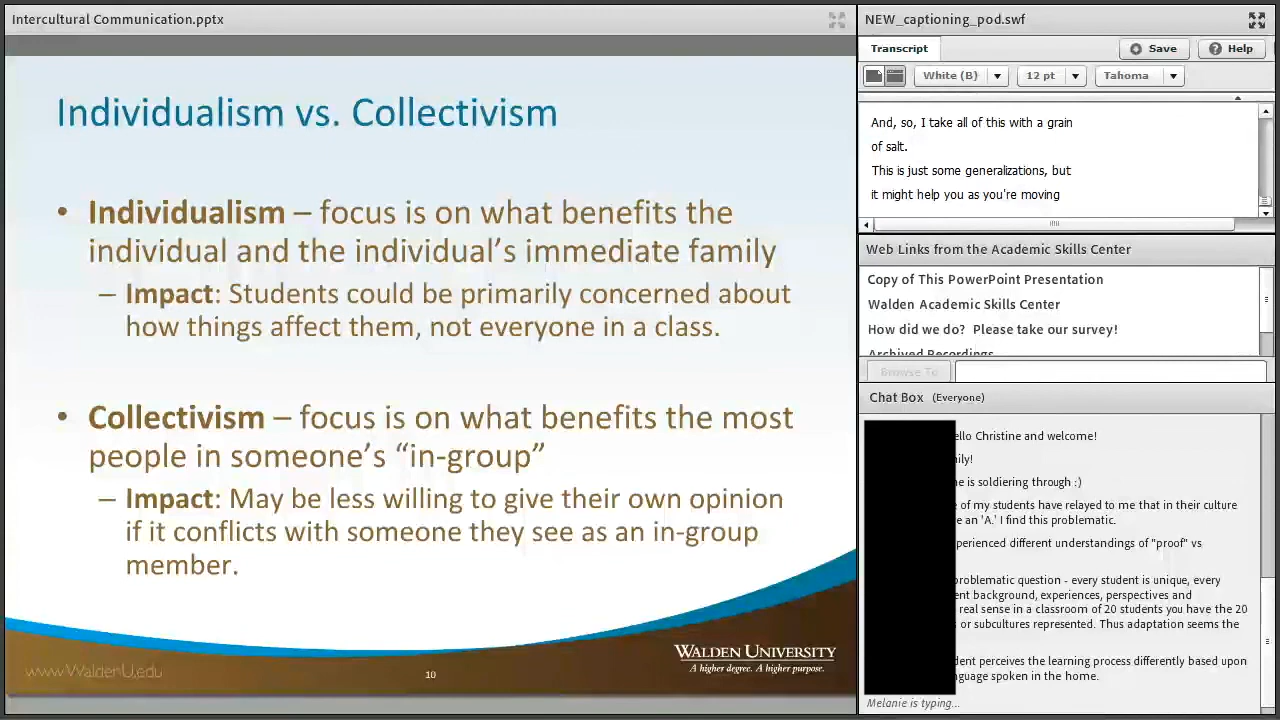 Intercultural Communication.pptx
Individualism vs. Collectivism
• Individualism – focus is on what benefits the
individual and the individual's immediate family
– Impact: Students could be primarily concerned about
how things affect them, not everyone in a class.
• Collectivism – focus is on what benefits the most
people in someone's "in-group"
– Impact: May be less willing to give their own opinion
if it conflicts with someone they see as an in-group
member.
www.WaldenU.edu
10
WALDEN UNIVERSITY
A higher degree. A higher purpose.
NEW_captioning_pod.swf
Transcript
Save
Help
White (B)
12 pt
Tahoma
And, so, I take all of this with a grain
of salt.
This is just some generalizations, but
it might help you as you're moving
Web Links from the Academic Skills Center
Copy of This PowerPoint Presentation
Walden Academic Skills Center
How did we do? Please take our survey!
Archived Recordings
Browse To
Chat Box (Everyone)
Christine and welcome!
is soldiering through :)
of my students have relayed to me that in their culture
an 'A.' I find this problematic.
different understandings of "proof" vs
problematic question - every student is unique, every
background, experiences, perspectives and
real sense in a classroom of 20 students you have the 20
or subcultures represented. Thus adaptation seems the
perceives the learning process differently based upon
spoken in the home.
Melanie is typing...